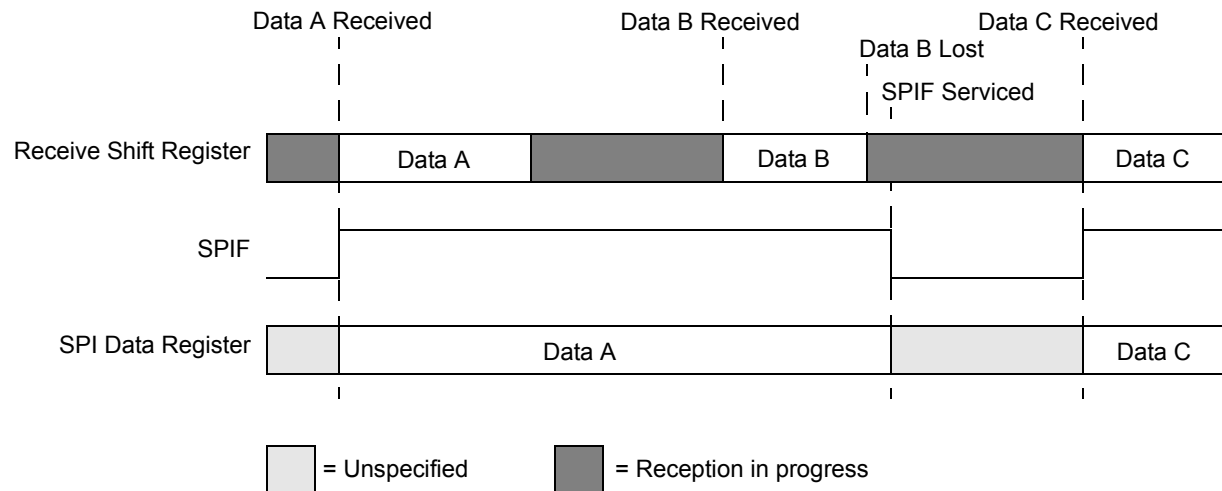 Data A Received
Data B Received
Data C Received
Data B Lost
SPIF Serviced
Receive Shift Register
Data A
Data B
Data C
SPIF
SPI Data Register
Data A
Data C
= Unspecified
= Reception in progress